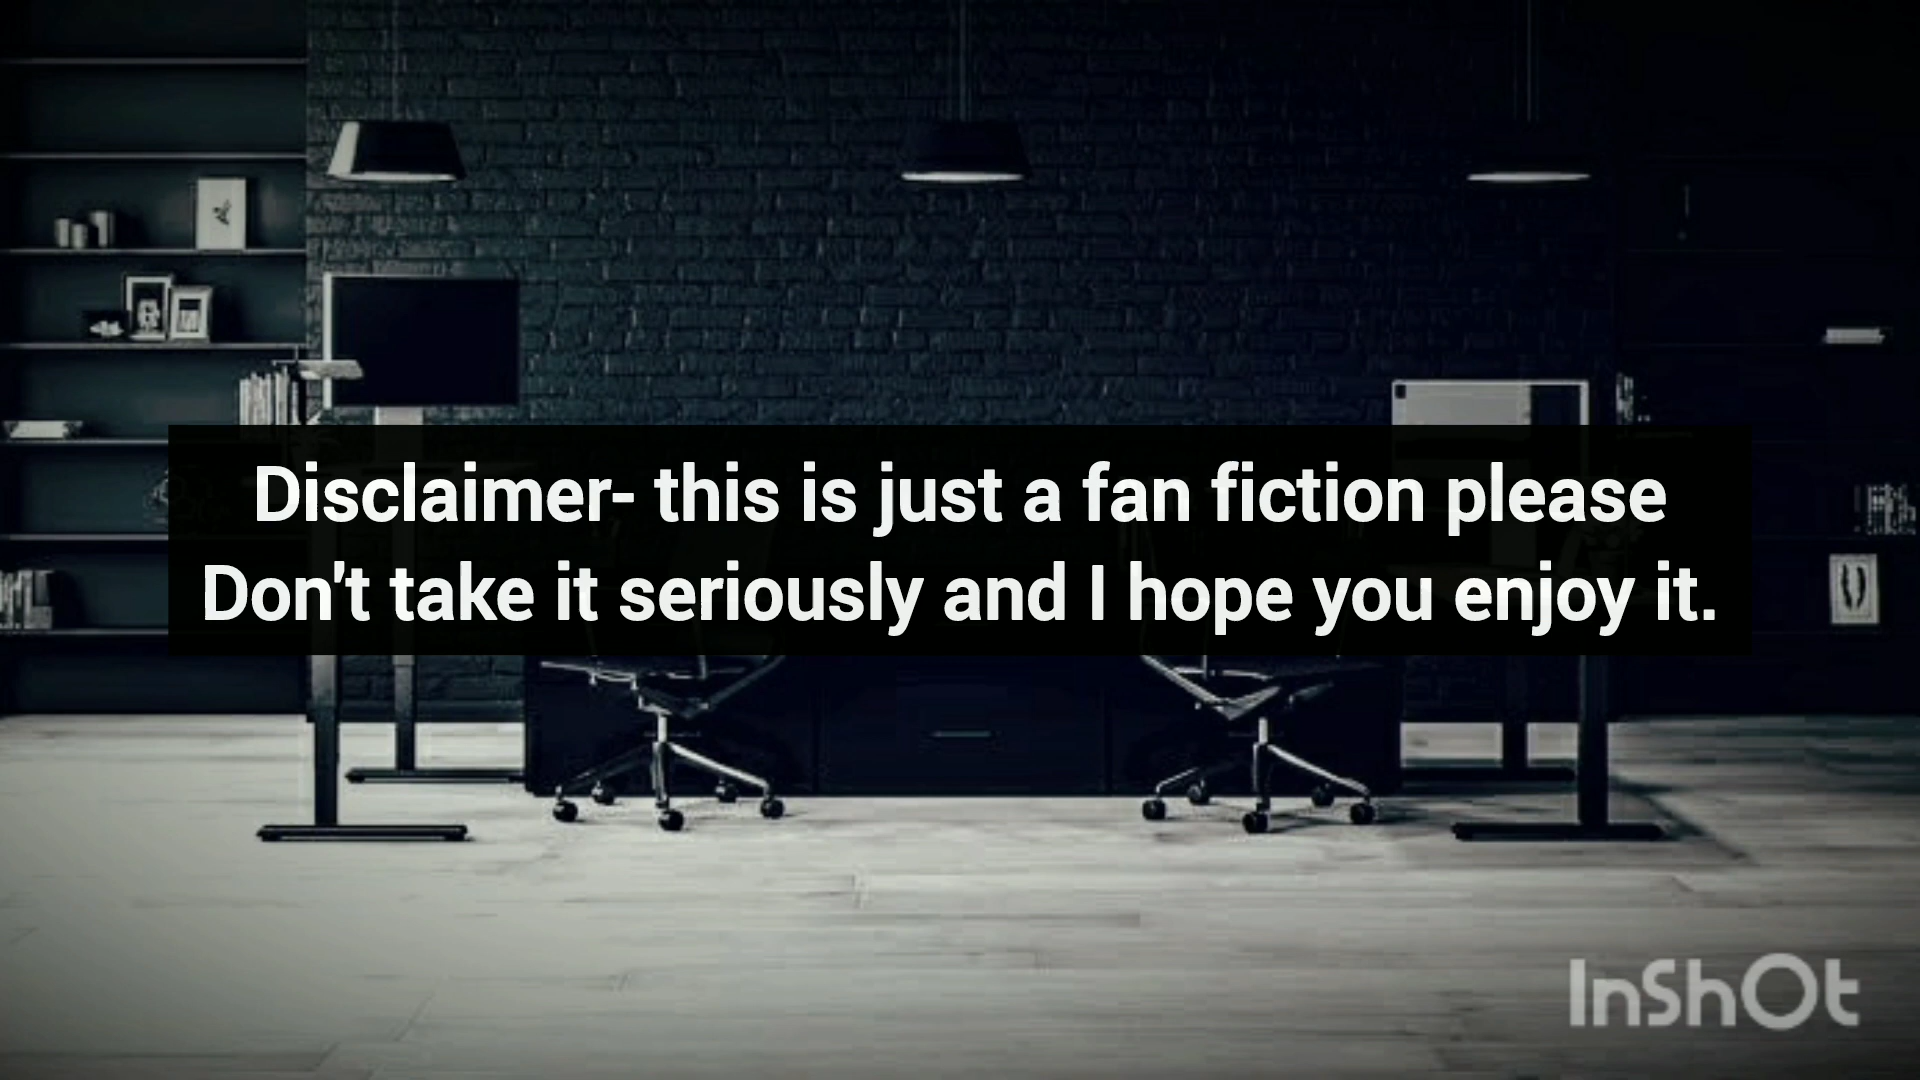 Disclaimer- this is just a fan fiction please
Don't take it seriously and I hope you enjoy it.
InShOt